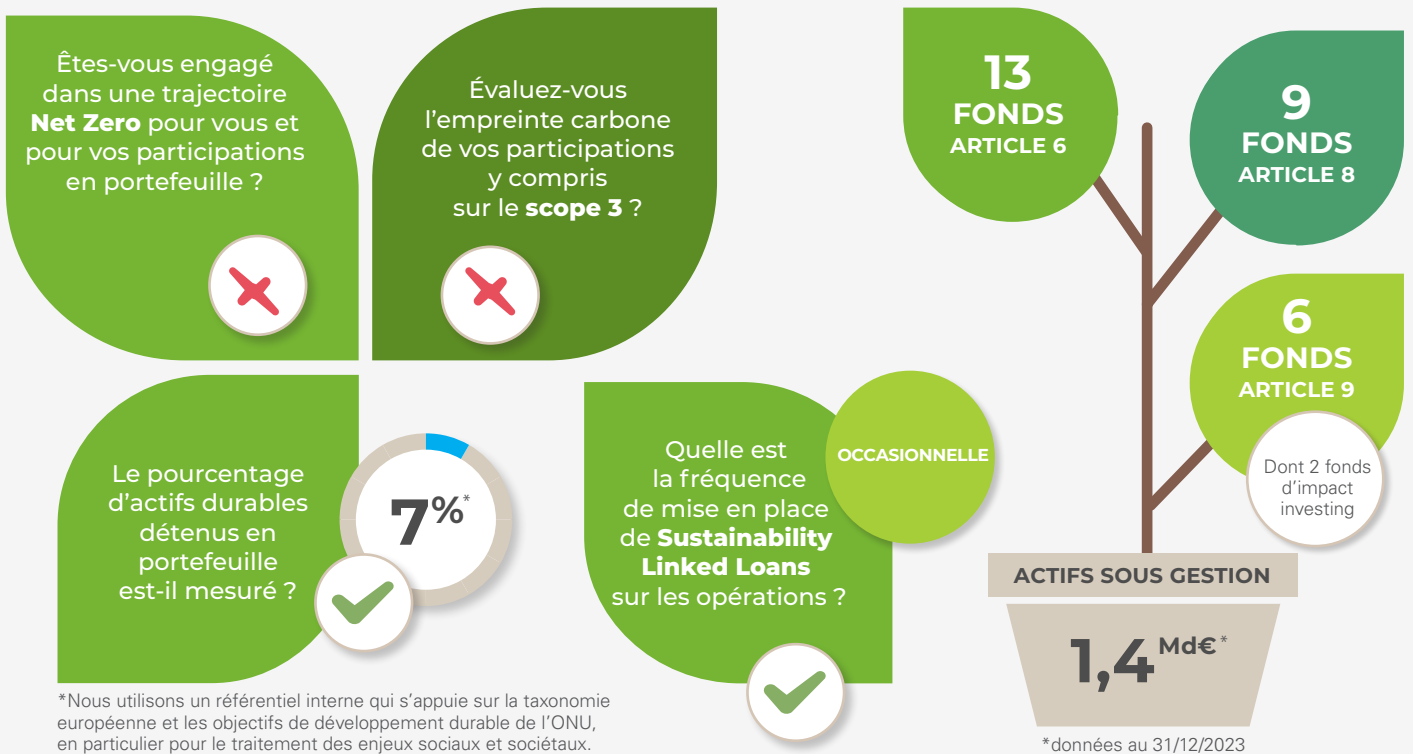 Êtes-vous engagé
dans une trajectoire
Net Zero pour vous et
pour vos participations
en portefeuille ?
Évaluez-vous
l'empreinte carbone
de vos participations
y compris
sur le scope 3 ?
13
FONDS
ARTICLE 6
9
FONDS
ARTICLE 8
6
FONDS
ARTICLE 9
Dont 2 fonds
d'impact
investing
Le pourcentage
d'actifs durables
détenus en
portefeuille
est-il mesuré ?
7%*
Quelle est
la fréquence
de mise en place
de Sustainability
Linked Loans
sur les opérations ?
OCCASIONNELLE
ACTIFS SOUS GESTION
1,4 Md€*
*données au 31/12/2023
*Nous utilisons un référentiel interne qui s'appuie sur la taxonomie
européenne et les objectifs de développement durable de l'ONU,
en particulier pour le traitement des enjeux sociaux et sociétaux.